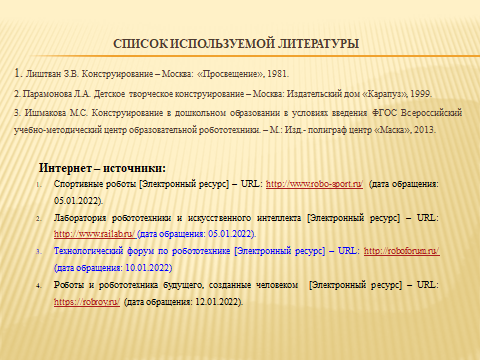 СПИСОК ИСПОЛЬЗУЕМОЙ ЛИТЕРАТУРЫ
1. Лиштван З.В. Конструирование – Москва: «Просвещение», 1981.
2. Парамонова Л.А. Детское творческое конструирование – Москва: Издательский дом «Карапуз», 1999.
3. Ишмакова М.С. Конструирование в дошкольном образовании в условиях введения ФГОС Всероссийский
учебно-методический центр образовательной робототехники. – М.: Изд.- полиграф центр «Маска», 2013.
Интернет – источники:
1. Спортивные роботы [Электронный ресурс] – URL: http://www.robo-sport.ru/ (дата обращения:
05.01.2022).
2. Лаборатория робототехники и искусственного интеллекта [Электронный ресурс] – URL:
http://www.railab.ru/ (дата обращения: 05.01.2022).
3. Технологический форум по робототехнике [Электронный ресурс] – URL: http://roboforum.ru/
(дата обращения: 10.01.2022)
4. Роботы и робототехника будущего, созданные человеком [Электронный ресурс] – URL:
https://robrov.ru/ (дата обращения: 12.01.2022).